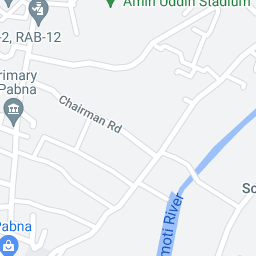 Amin Uddin Stadium
-2, RAB-12
rimary
Pabna
Chairman Rd
moti River
So
Pabna